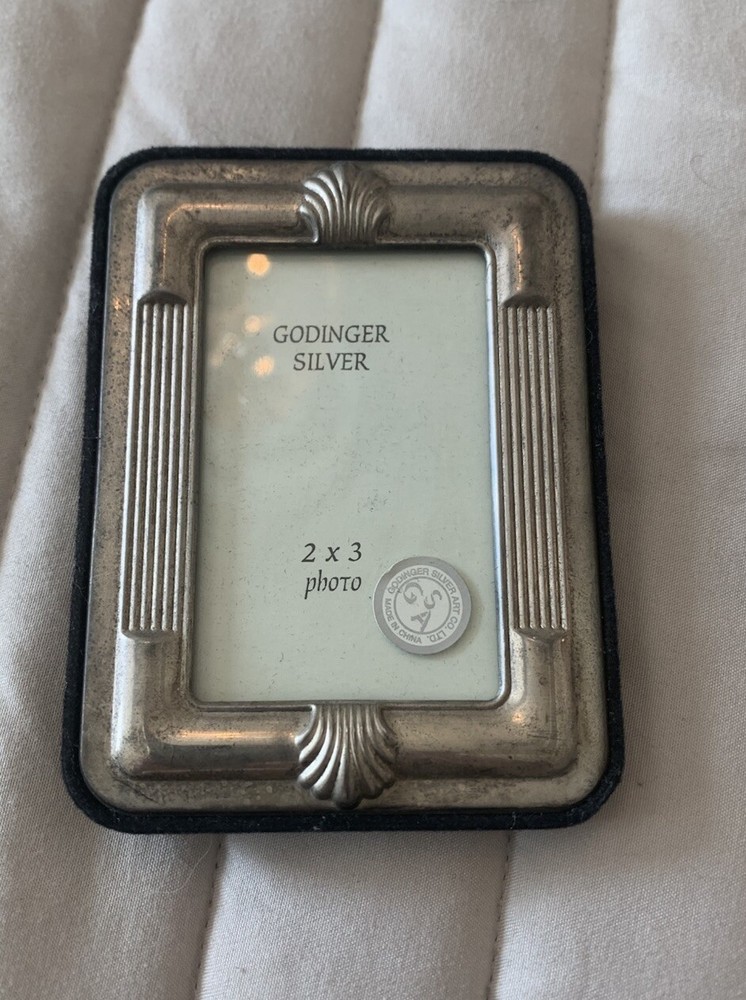 GODINGER
SILVER
2 x 3
photo
GODINGER SILVER ART CO. LTD.
MADE IN CHINA
GSA